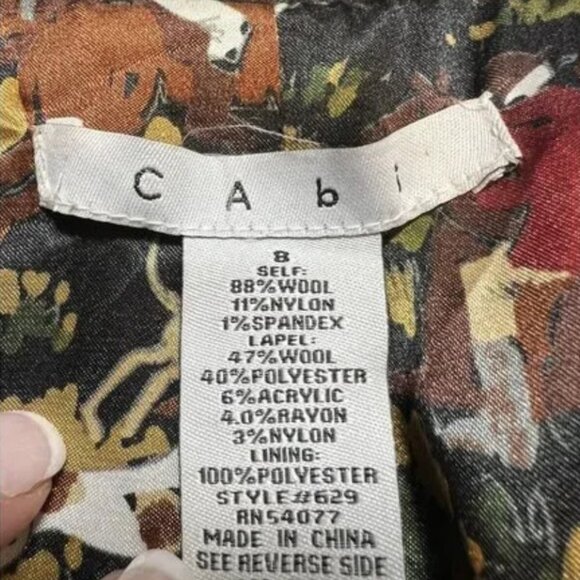 CAbi
8
SELF:
88%WOOL
11%NYLON
1%SPANDEX
LAPEL:
47%WOOL
40%POLYESTER
6%ACRYLIC
4.0%RAYON
3%NYLON
LINING:
100%POLYESTER
STYLE#629
RN54077
MADE IN CHINA
SEE REVERSE SIDE